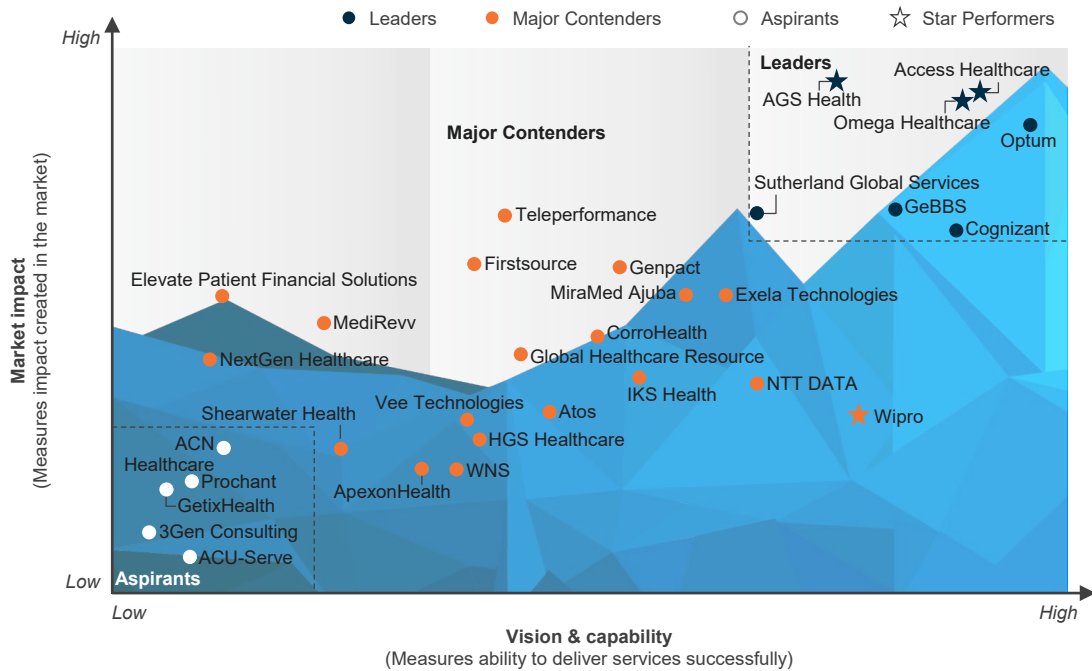 Leaders
Major Contenders
Aspirants
Star Performers
High
Leaders
Access Healthcare
AGS Health
Omega Healthcare
Optum
Major Contenders
Sutherland Global Services
GeBBS
Cognizant
Teleperformance
Firstsource
Genpact
Elevate Patient Financial Solutions
MiraMed Ajuba
Exela Technologies
MediRevv
CorroHealth
NextGen Healthcare
Global Healthcare Resource
IKS Health
NTT DATA
Vee Technologies
Shearwater Health
Atos
Wipro
ACN
Healthcare
HGS Healthcare
WNS
Prochant
ApexonHealth
GetixHealth
3Gen Consulting
ACU-Serve
Aspirants
Market impact
(Measures impact created in the market)
Low
Low
High
Vision & capability
(Measures ability to deliver services successfully)